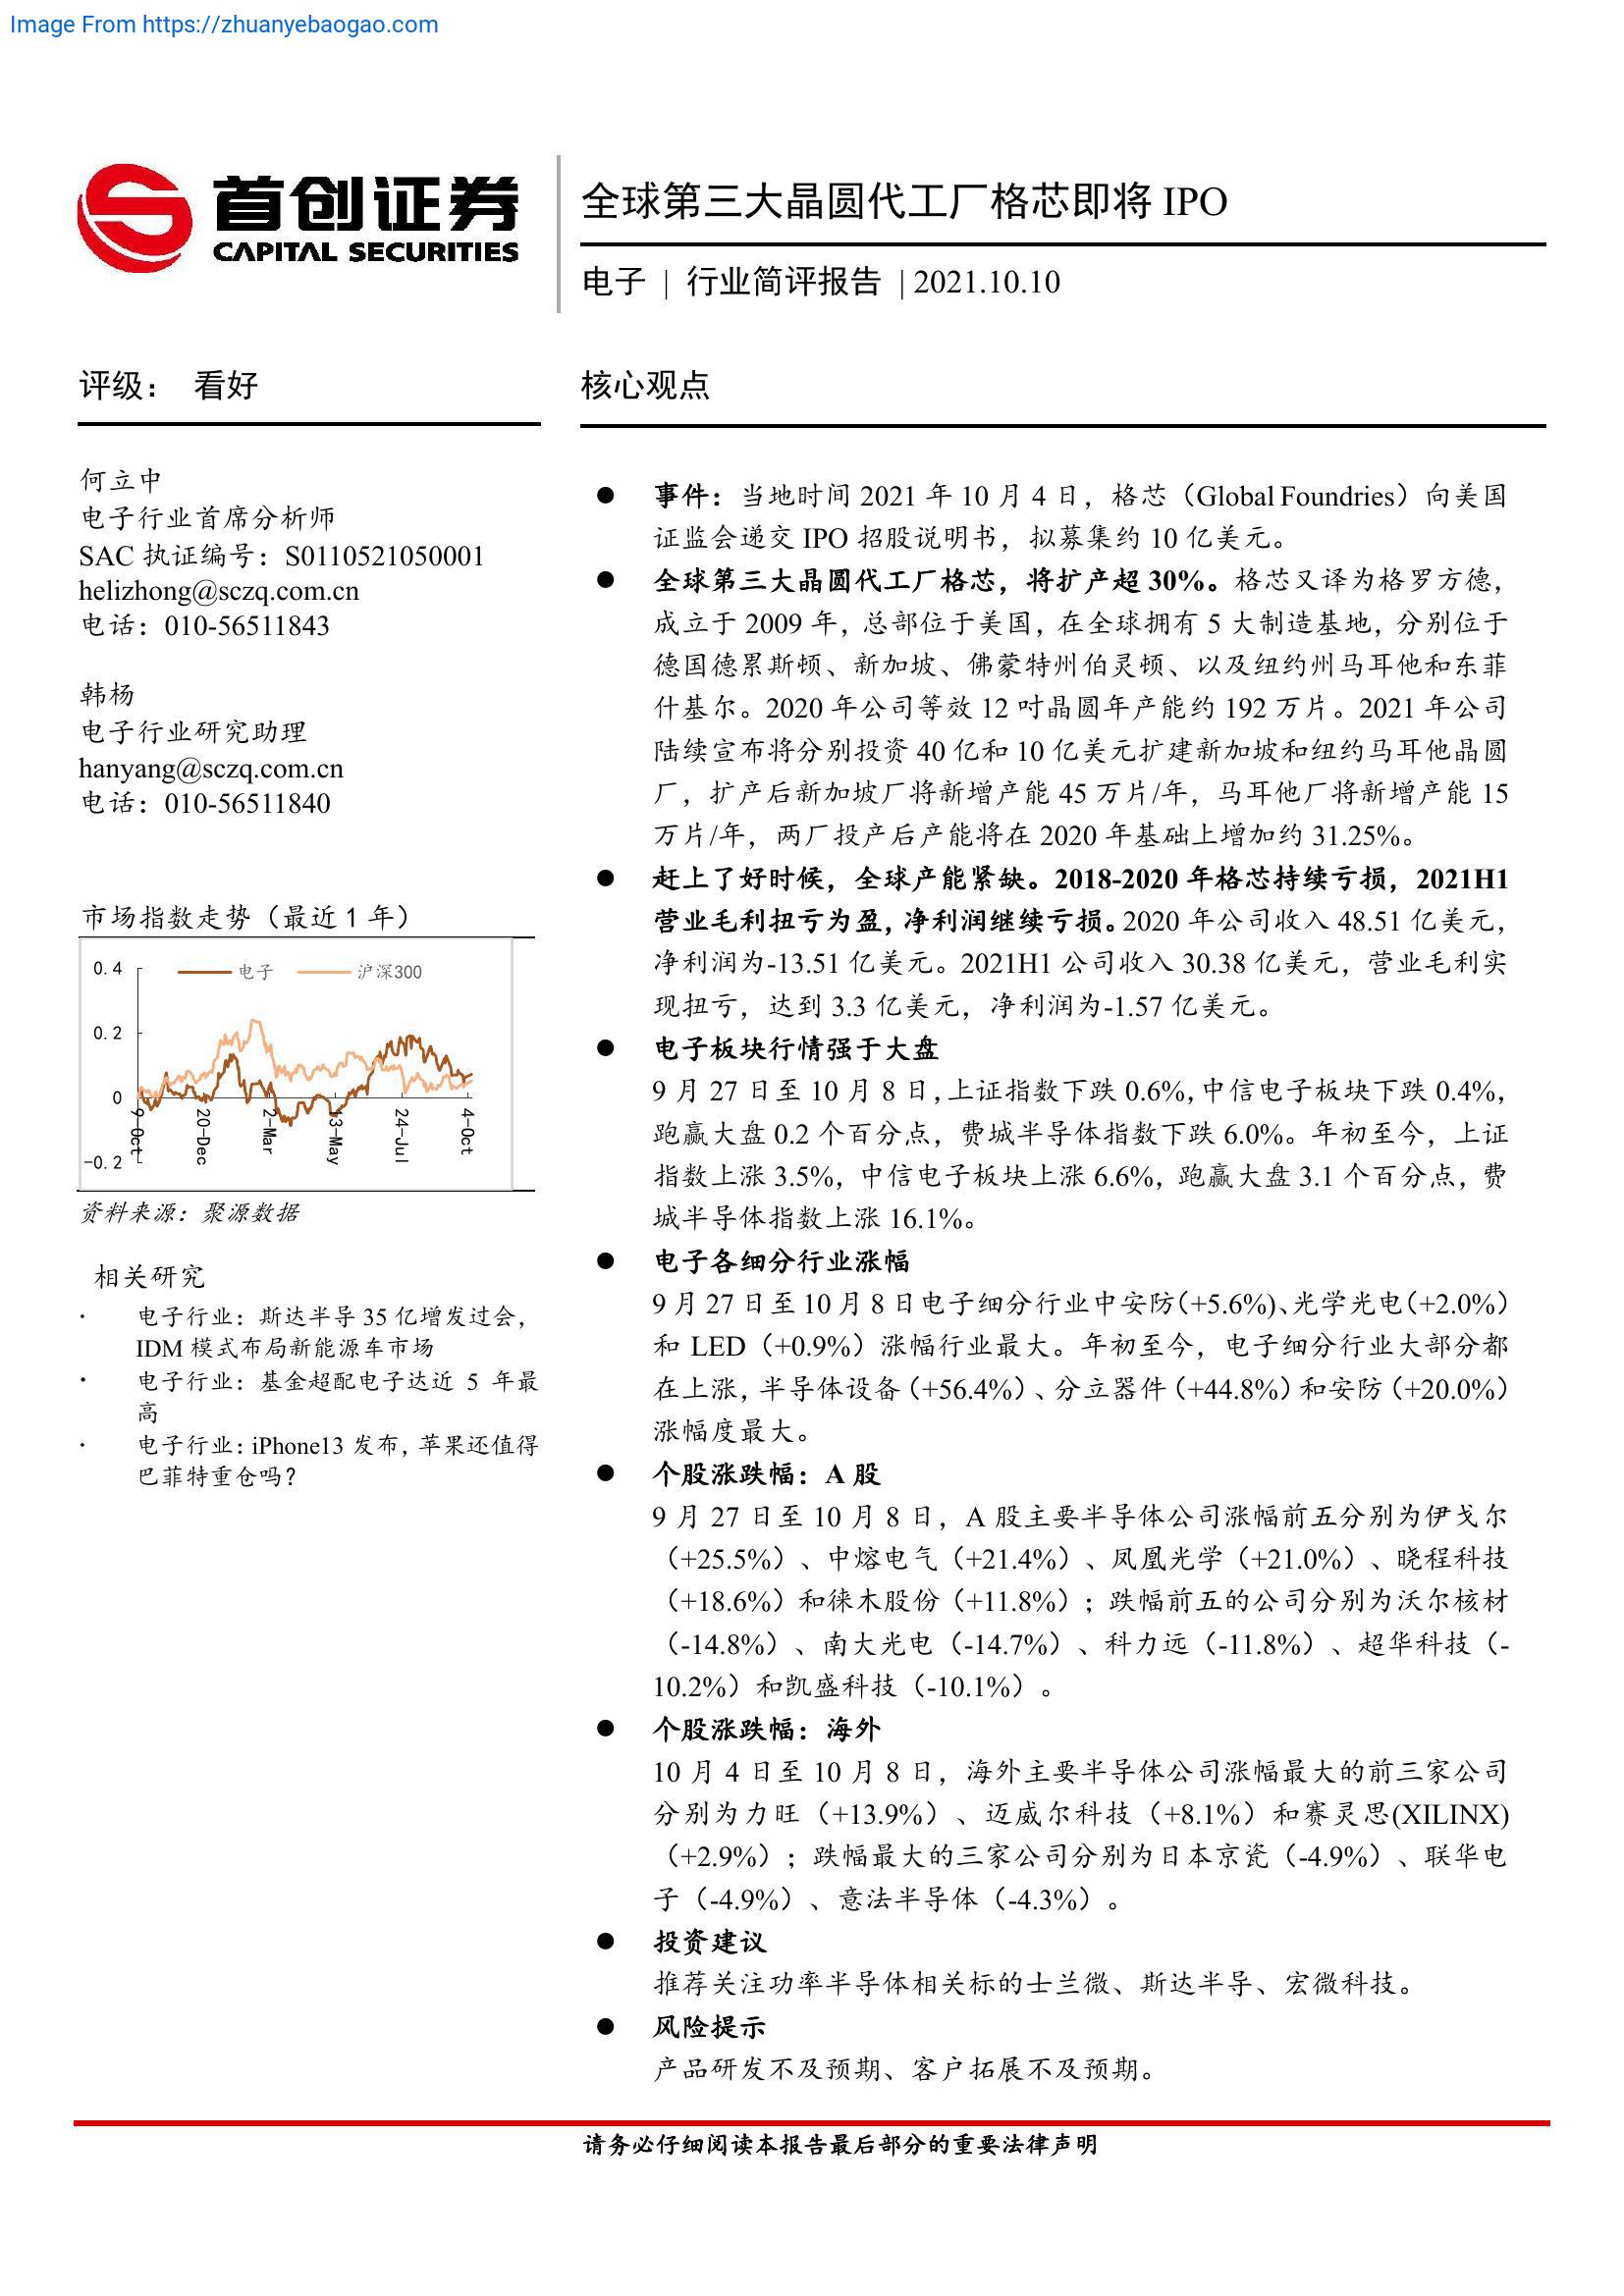 Image From https://zhuanyebaogao.com
首创证券
CAPITAL SECURITIES
全球第三大晶圆代工厂格芯即将 IPO
电子 | 行业简评报告 | 2021.10.10
评级： 看好
何立中
电子行业首席分析师
SAC 执证编号：S0110521050001
helizhong@sczq.com.cn
电话：010-56511843
韩杨
电子行业研究助理
hanyang@sczq.com.cn
电话：010-56511840
市场指数走势（最近 1 年）
电子 沪深300
0.4
0.2
0
-0.2
9-Oct
20-Dec
2-Mar
13-May
24-Jul
4-Oct
资料来源：聚源数据
相关研究
· 电子行业：斯达半导 35 亿增发过会，
IDM 模式布局新能源车市场
· 电子行业：基金超配电子达近 5 年最
高
· 电子行业：iPhone13 发布，苹果还值得
巴菲特重仓吗？
核心观点
● 事件：当地时间 2021 年 10 月 4 日，格芯（Global Foundries）向美国
证监会递交 IPO 招股说明书，拟募集约 10 亿美元。
● 全球第三大晶圆代工厂格芯，将扩产超 30%。格芯又译为格罗方德，
成立于 2009 年，总部位于美国，在全球拥有 5 大制造基地，分别位于
德国德累斯顿、新加坡、佛蒙特州伯灵顿、以及纽约州马耳他和东菲
什基尔。2020 年公司等效 12 吋晶圆年产能约 192 万片。2021 年公司
陆续宣布将分别投资 40 亿和 10 亿美元扩建新加坡和纽约马耳他晶圆
厂，扩产后新加坡厂将新增产能 45 万片/年，马耳他厂将新增产能 15
万片/年，两厂投产后产能将在 2020 年基础上增加约 31.25%。
● 赶上了好时候，全球产能紧缺。2018-2020 年格芯持续亏损，2021H1
营业毛利扭亏为盈，净利润继续亏损。2020 年公司收入 48.51 亿美元，
净利润为-13.51 亿美元。2021H1 公司收入 30.38 亿美元，营业毛利实
现扭亏，达到 3.3 亿美元，净利润为-1.57 亿美元。
● 电子板块行情强于大盘
9 月 27 日至 10 月 8 日，上证指数下跌 0.6%，中信电子板块下跌 0.4%，
跑赢大盘 0.2 个百分点，费城半导体指数下跌 6.0%。年初至今，上证
指数上涨 3.5%，中信电子板块上涨 6.6%，跑赢大盘 3.1 个百分点，费
城半导体指数上涨 16.1%。
● 电子各细分行业涨幅
9 月 27 日至 10 月 8 日电子细分行业中安防（+5.6%）、光学光电（+2.0%）
和 LED（+0.9%）涨幅行业最大。年初至今，电子细分行业大部分都
在上涨，半导体设备（+56.4%）、分立器件（+44.8%）和安防（+20.0%）
涨幅度最大。
● 个股涨跌幅：A 股
9 月 27 日至 10 月 8 日，A 股主要半导体公司涨幅前五分别为伊戈尔
（+25.5%）、中熔电气（+21.4%）、凤凰光学（+21.0%）、晓程科技
（+18.6%）和徕木股份（+11.8%）；跌幅前五的公司分别为沃尔核材
（-14.8%）、南大光电（-14.7%）、科力远（-11.8%）、超华科技（-
10.2%）和凯盛科技（-10.1%）。
● 个股涨跌幅：海外
10 月 4 日至 10 月 8 日，海外主要半导体公司涨幅最大的前三家公司
分别为力旺（+13.9%）、迈威尔科技（+8.1%）和赛灵思(XILINX)
（+2.9%）；跌幅最大的三家公司分别为日本京瓷（-4.9%）、联华电
子（-4.9%）、意法半导体（-4.3%）。
● 投资建议
推荐关注功率半导体相关标的士兰微、斯达半导、宏微科技。
● 风险提示
产品研发不及预期、客户拓展不及预期。
请务必仔细阅读本报告最后部分的重要法律声明